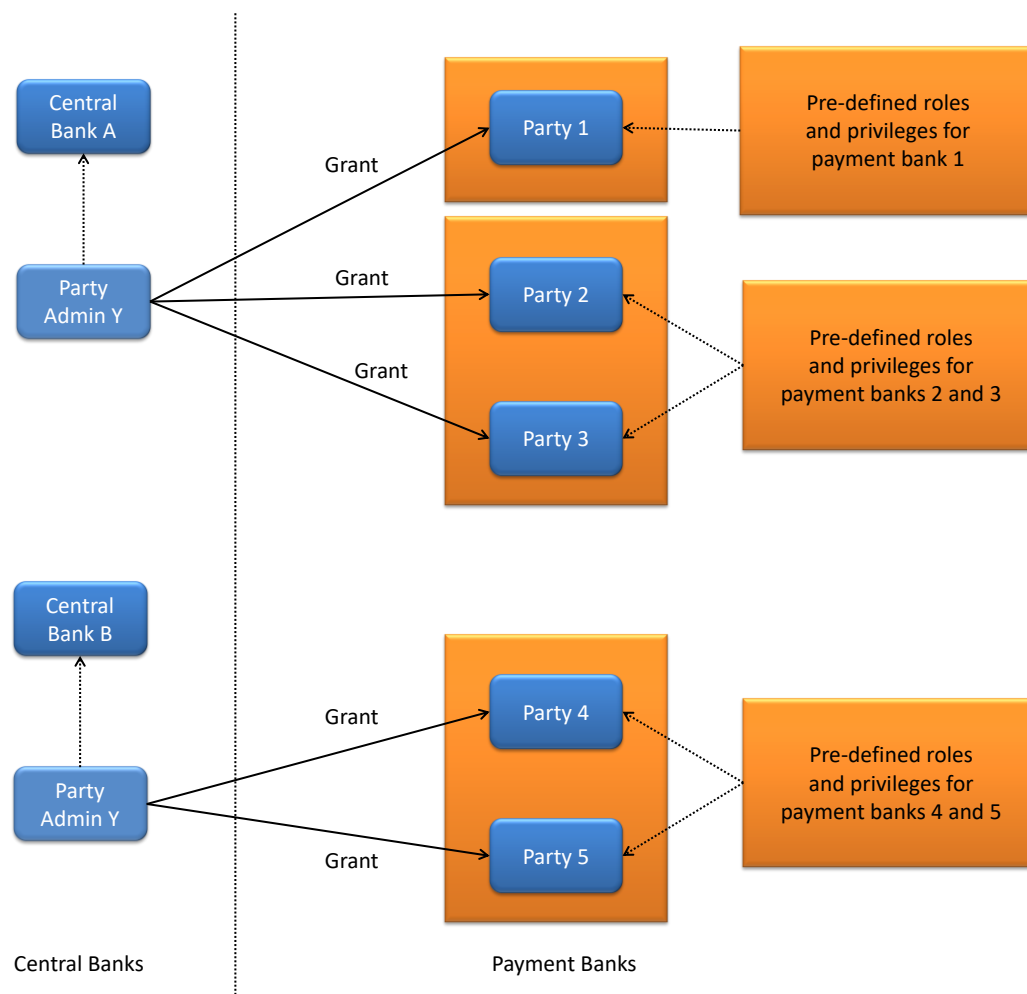 Central
Bank A
Party 1
Pre-defined roles
and privileges for
payment bank 1
Grant
Party
Admin Y
Grant
Party 2
Grant
Party 3
Pre-defined roles
and privileges for
payment banks 2 and 3
Central
Bank B
Grant
Party 4
Party
Admin Y
Grant
Party 5
Pre-defined roles
and privileges for
payment banks 4 and 5
Central Banks
Payment Banks